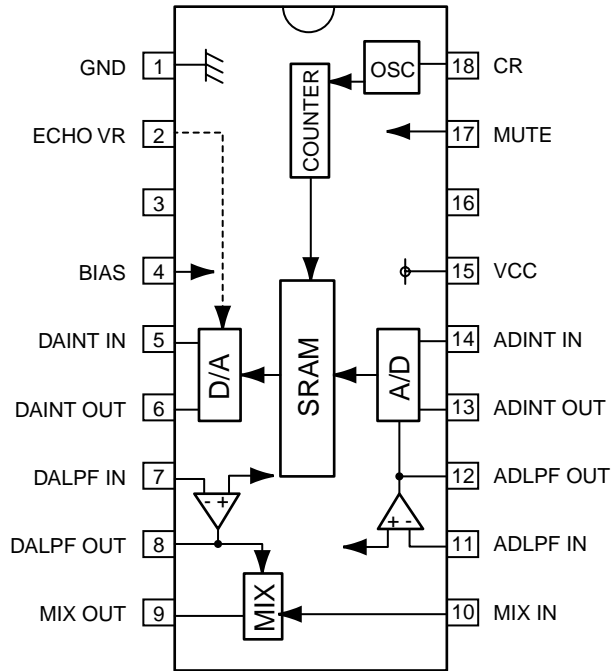 GND 1
ECHO VR 2
3
BIAS 4
DAINT IN 5
DAINT OUT 6
DALPF IN 7
DALPF OUT 8
MIX OUT 9
OSC
COUNTER
SRAM
D/A
A/D
- +
+ -
MIX
18 CR
17 MUTE
16
15 VCC
14 ADINT IN
13 ADINT OUT
12 ADLPF OUT
11 ADLPF IN
10 MIX IN